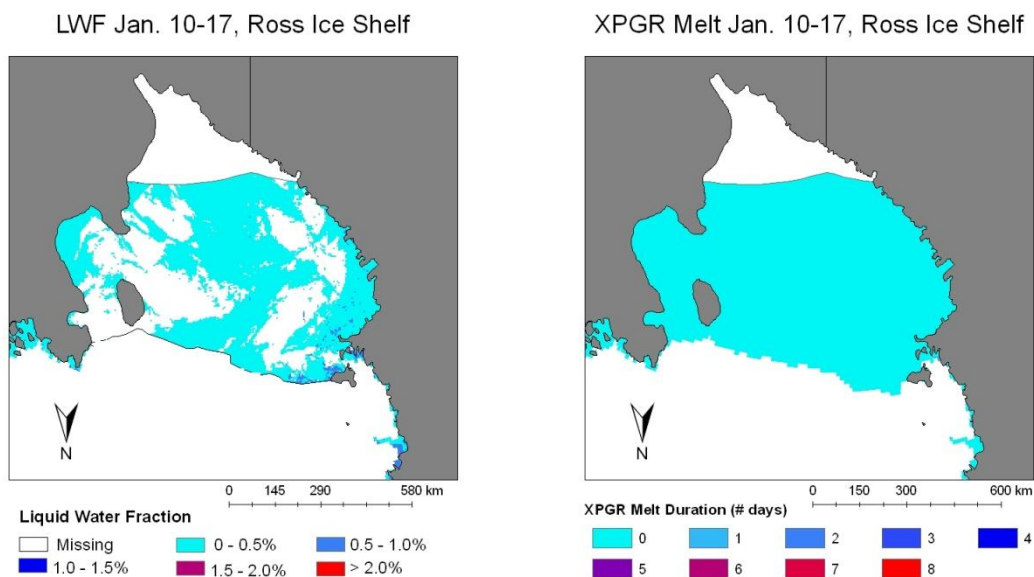 LWF Jan. 10-17, Ross Ice Shelf
N
0 145 290 580 km
Liquid Water Fraction
Missing 0 - 0.5% 0.5 - 1.0%
1.0 - 1.5% 1.5 - 2.0% > 2.0%
XPGR Melt Jan. 10-17, Ross Ice Shelf
N
0 150 300 600 km
XPGR Melt Duration (# days)
0 1 2 3 4
5 6 7 8